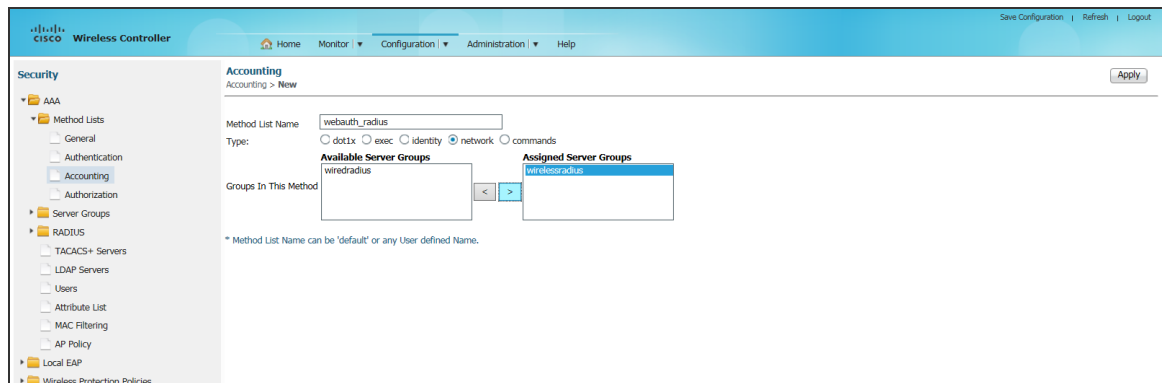 Save Configuration | Refresh | Logout
CISCO Wireless Controller
Home Monitor | Configuration | Administration | Help
Security
AAA
Method Lists
General
Authentication
Accounting
Authorization
Server Groups
RADIUS
TACACS+ Servers
LDAP Servers
Users
Attribute List
MAC Filtering
AP Policy
Local EAP
Wireless Protection Policies
Accounting
Accounting > New
Apply
Method List Name webauth_radius
Type: dot1x exec identity network commands
Available Server Groups Assigned Server Groups
wiredradius wirelessradius
Groups In This Method < >
* Method List Name can be 'default' or any User defined Name.